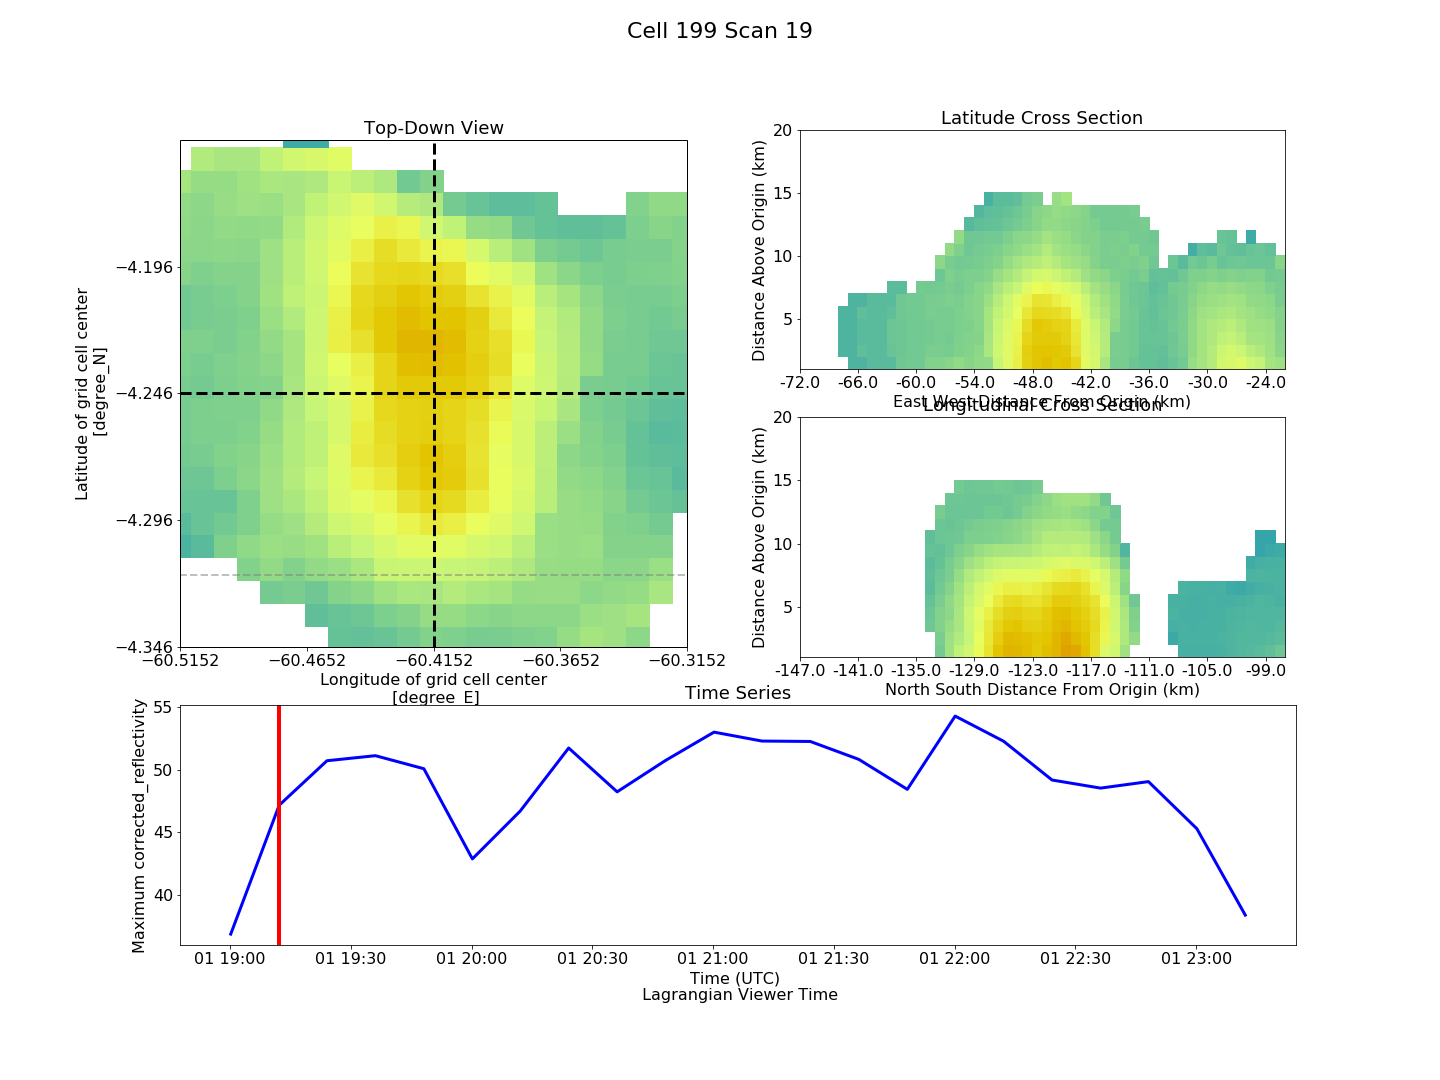 Cell 199 Scan 19
Top-Down View
Latitude of grid cell center
[degree_N]
−4.196
−4.246
−4.296
−4.346
−60.5152 −60.4652 −60.4152 −60.3652 −60.3152
Longitude of grid cell center
[degree_E]
Latitude Cross Section
Distance Above Origin (km)
20
15
10
5
-72.0 -66.0 -60.0 -54.0 -48.0 -42.0 -36.0 -30.0 -24.0
East West Distance From Origin (km)
Longitudinal Cross Section
Distance Above Origin (km)
20
15
10
5
-147.0 -141.0 -135.0 -129.0 -123.0 -117.0 -111.0 -105.0 -99.0
North South Distance From Origin (km)
Time Series
Maximum corrected_reflectivity
55
50
45
40
01 19:00 01 19:30 01 20:00 01 20:30 01 21:00 01 21:30 01 22:00 01 22:30 01 23:00
Time (UTC)
Lagrangian Viewer Time